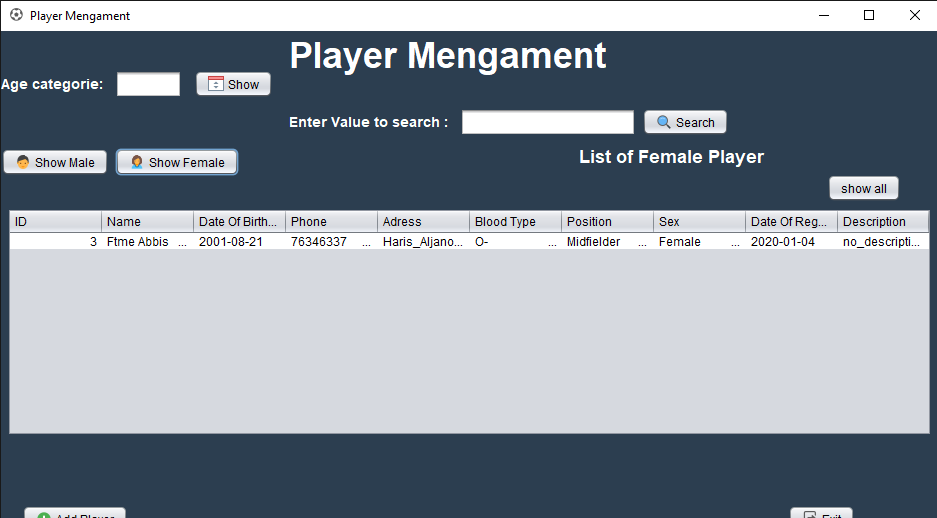 Player Mengament
Player Mengament
Age categorie: Show
Enter Value to search : Search
Show Male Show Female List of Female Player
show all
ID Name Date Of Birth... Phone Adress Blood Type Position Sex Date Of Reg... Description
3 Ftme Abbis ... 2001-08-21 76346337 ... Haris_Aljano... O- ... Midfielder ... Female ... 2020-01-04 no_descripti...
Add Player Exit